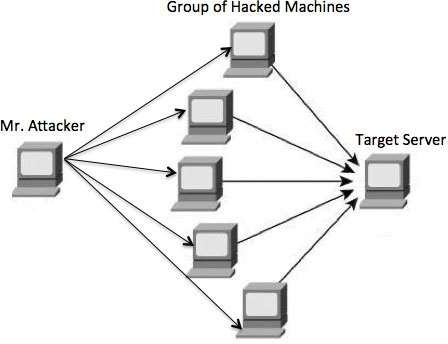 Group of Hacked Machines
Mr. Attacker
Target Server